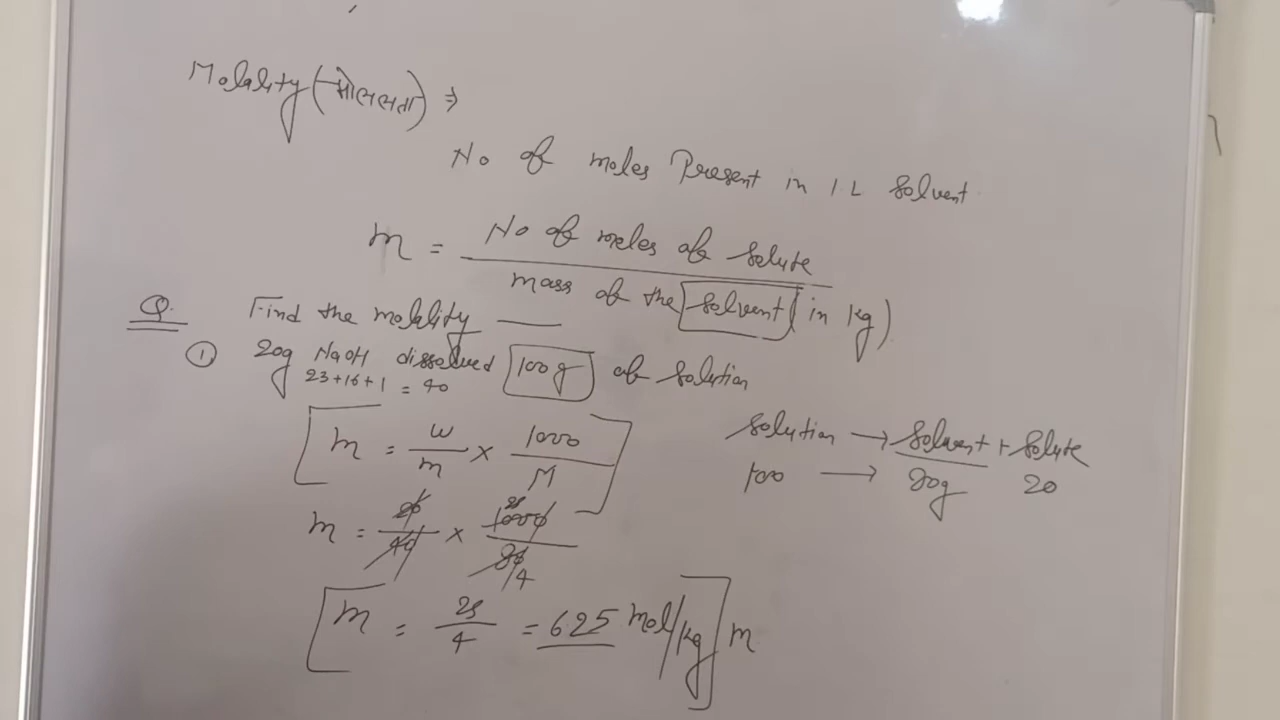 Molality (मोललता) ⇒
No of moles Present in 1 L Solvent
m = No of moles of Solute
mass of the Solvent (in kg)
Q. Find the molality
① 20g NaOH dissolved 100g of Solution
23+16+1 = 40
m = w/m × 1000/M
Solution → Solvent + Solute
100 → 80g 20
m = 20/40 × 1000/80
25
4
m = 25/4 = 6.25 mol/kg m